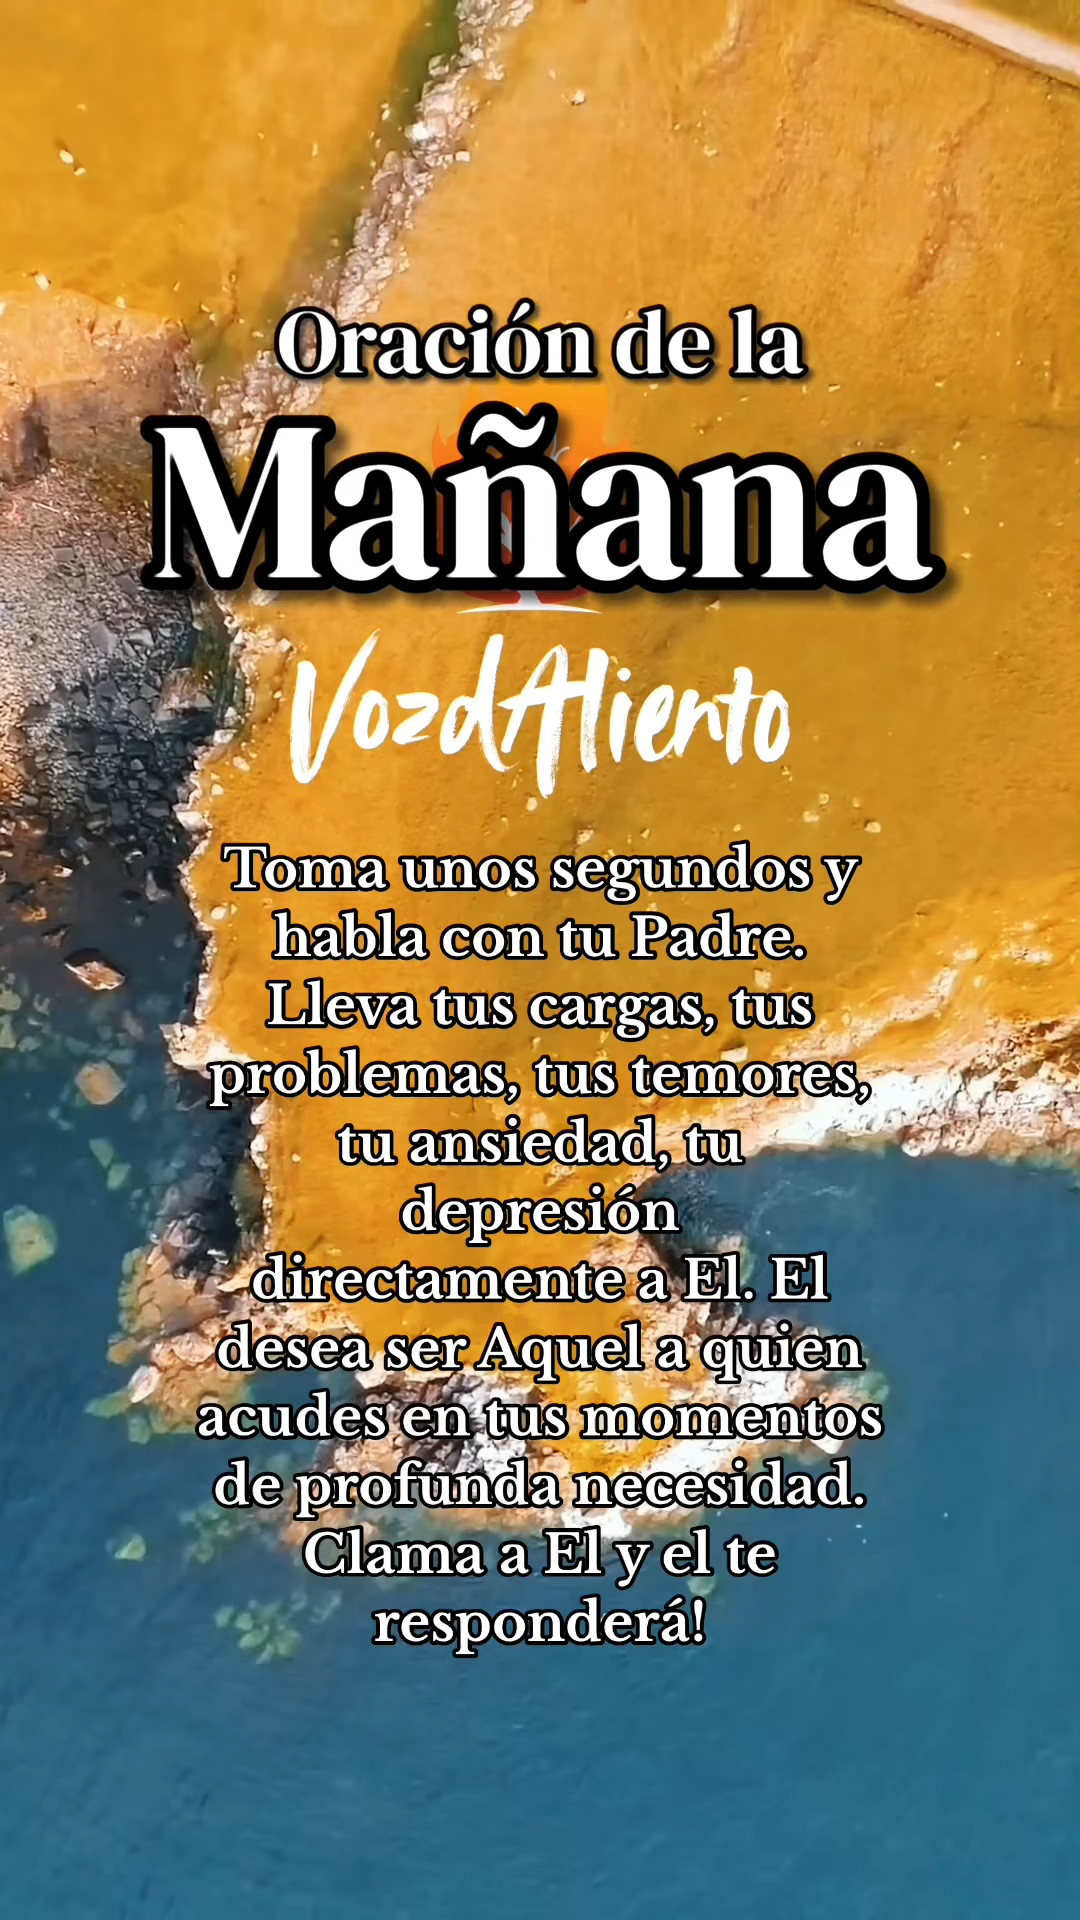 Oración de la
Mañana
VozdAliento
Toma unos segundos y
habla con tu Padre.
Lleva tus cargas, tus
problemas, tus temores,
tu ansiedad, tu
depresión
directamente a El. El
desea ser Aquel a quien
acudes en tus momentos
de profunda necesidad.
Clama a El y el te
responderá!